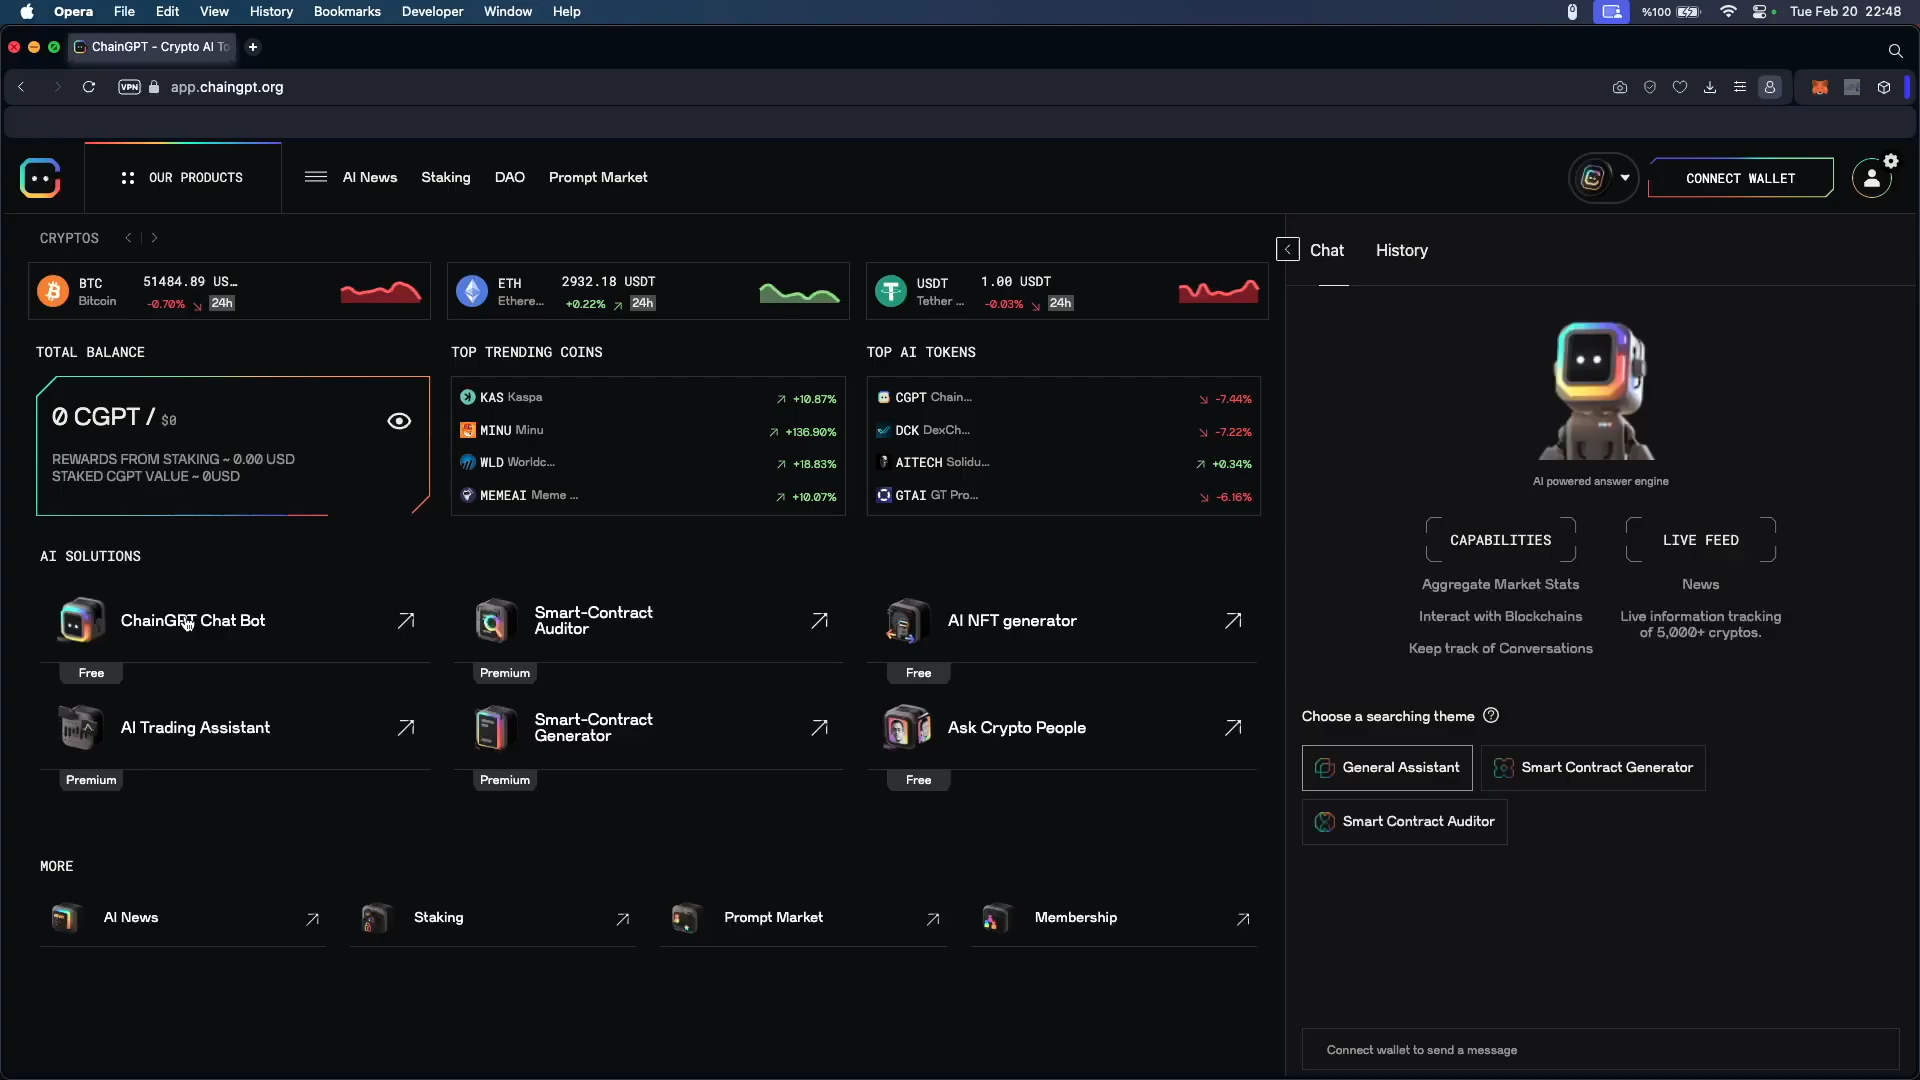 Opera File Edit View History Bookmarks Developer Window Help %100 Tue Feb 20 22:48
ChainGPT - Crypto AI To
VPN app.chaingpt.org
OUR PRODUCTS AI News Staking DAO Prompt Market CONNECT WALLET
CRYPTOS
BTC 51484.89 US...
Bitcoin -0.70% 24h
ETH 2932.18 USDT
Ethere... +0.22% 24h
USDT 1.00 USDT
Tether ... -0.03% 24h
TOTAL BALANCE
0 CGPT / $0
REWARDS FROM STAKING ~ 0.00 USD
STAKED CGPT VALUE ~ 0USD
TOP TRENDING COINS
KAS Kaspa +10.87%
MINU Minu +136.90%
WLD Worldc... +18.83%
MEMEAI Meme ... +10.07%
TOP AI TOKENS
CGPT Chain... -7.44%
DCK DexCh... -7.22%
AITECH Solidu... +0.34%
GTAI GT Pro... -6.16%
AI SOLUTIONS
ChainGPT Chat Bot
Free
Smart-Contract
Auditor
Premium
AI NFT generator
Free
AI Trading Assistant
Premium
Smart-Contract
Generator
Premium
Ask Crypto People
Free
MORE
AI News Staking Prompt Market Membership
Chat History
AI powered answer engine
CAPABILITIES
Aggregate Market Stats
Interact with Blockchains
Keep track of Conversations
LIVE FEED
News
Live information tracking
of 5,000+ cryptos.
Choose a searching theme ?
General Assistant Smart Contract Generator
Smart Contract Auditor
Connect wallet to send a message